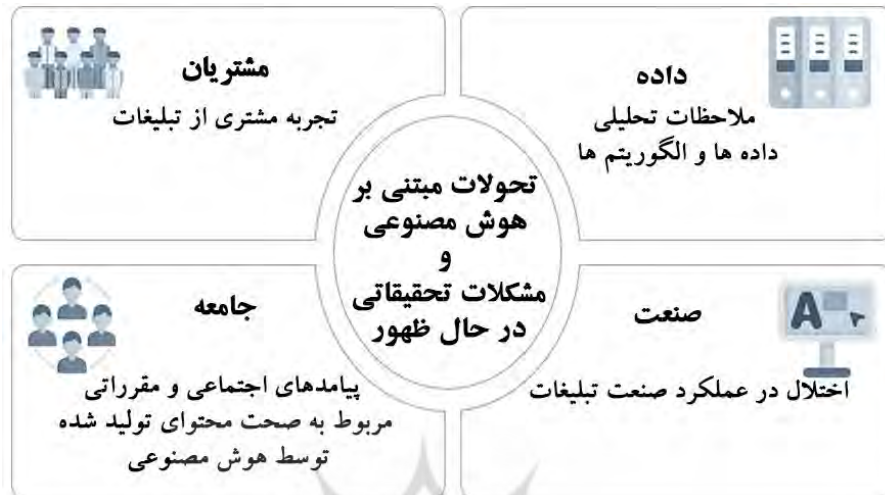 داده
ملاحظات تحلیلی
داده ها و الگوریتم ها
مشتریان
تجربه مشتری از تبلیغات
تحولات مبتنی بر
هوش مصنوعی
و
مشکلات تحقیقاتی
در حال ظهور
صنعت
A
اختلال در عملکرد صنعت تبلیغات
جامعه
پیامدهای اجتماعی و مقرراتی
مربوط به صحت محتوای تولید شده
توسط هوش مصنوعی